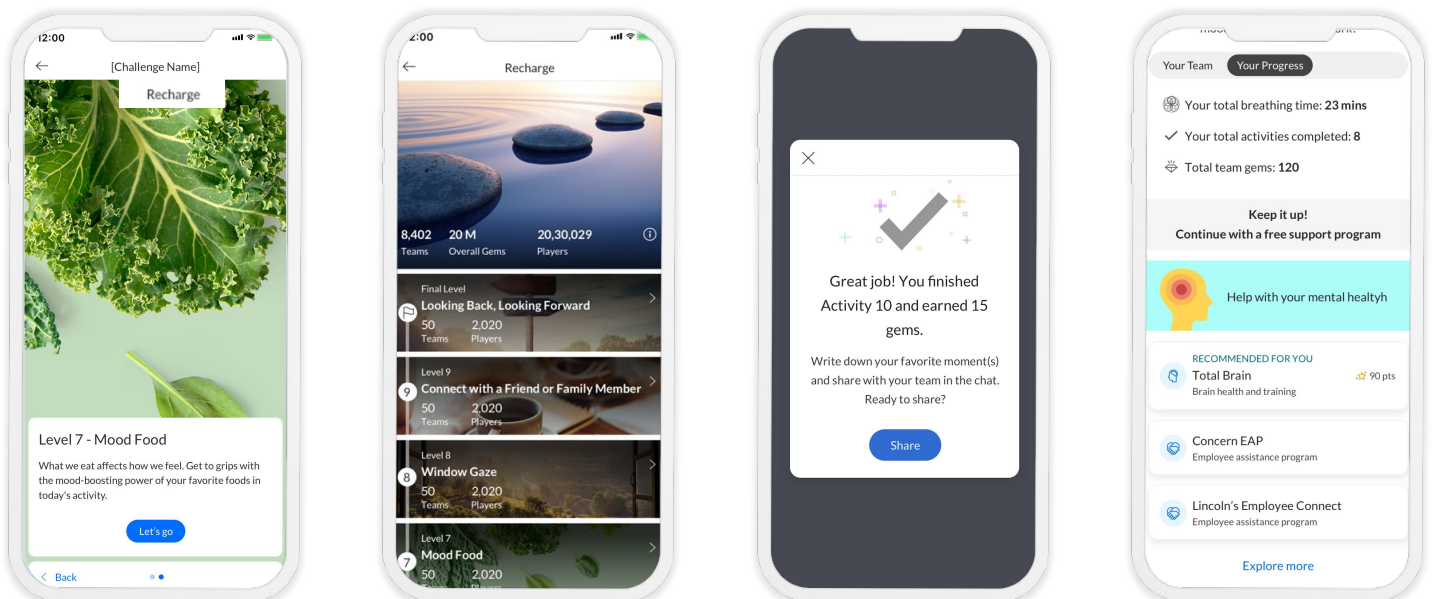 12:00
[Challenge Name]
Recharge
Level 7 - Mood Food
What we eat affects how we feel. Get to grips with
the mood-boosting power of your favorite foods in
today's activity.
Let's go
Back
2:00
Recharge
8,402 20 M 20,30,029
Teams Overall Gems Players
Final Level
Looking Back, Looking Forward
50 2,020
Teams Players
Level 9
9 Connect with a Friend or Family Member
50 2,020
Teams Players
Level 8
8 Window Gaze
50 2,020
Teams Players
Level 7
7 Mood Food
50 2,020
Teams Players
Great job! You finished
Activity 10 and earned 15
gems.
Write down your favorite moment(s)
and share with your team in the chat.
Ready to share?
Share
Your Team Your Progress
Your total breathing time: 23 mins
Your total activities completed: 8
Total team gems: 120
Keep it up!
Continue with a free support program
Help with your mental healtyh
RECOMMENDED FOR YOU
Total Brain 90 pts
Brain health and training
Concern EAP
Employee assistance program
Lincoln's Employee Connect
Employee assistance program
Explore more